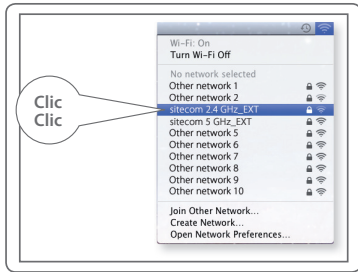 Wi-Fi: On
Turn Wi-Fi Off
No network selected
Other network 1
Other network 2
sitecom 2.4 GHz_EXT
sitecom 5 GHz_EXT
Other network 5
Other network 6
Other network 7
Other network 8
Other network 9
Other network 10
Join Other Network...
Create Network...
Open Network Preferences...
Clic
Clic